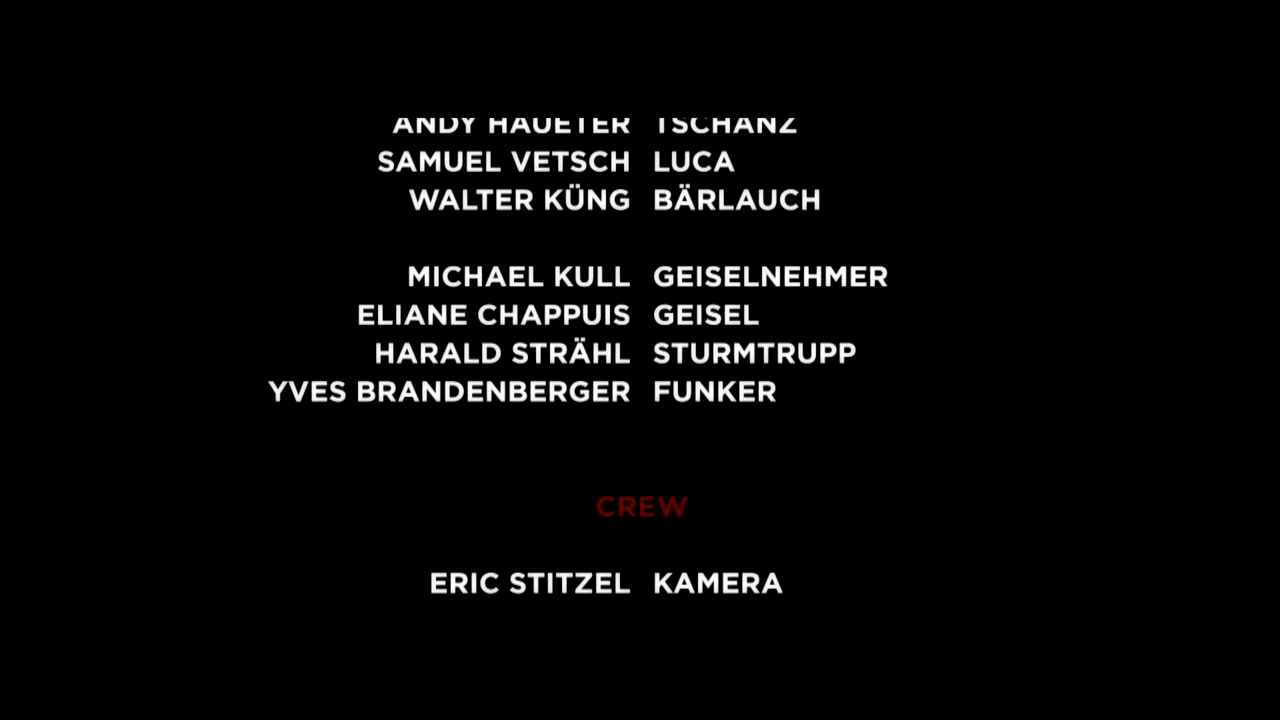 ANDY HAUETER TSCHANZ
SAMUEL VETSCH LUCA
WALTER KÜNG BÄRLAUCH
MICHAEL KULL GEISELNEHMER
ELIANE CHAPPUIS GEISEL
HARALD STRÄHL STURMTRUPP
YVES BRANDENBERGER FUNKER
CREW
ERIC STITZEL KAMERA